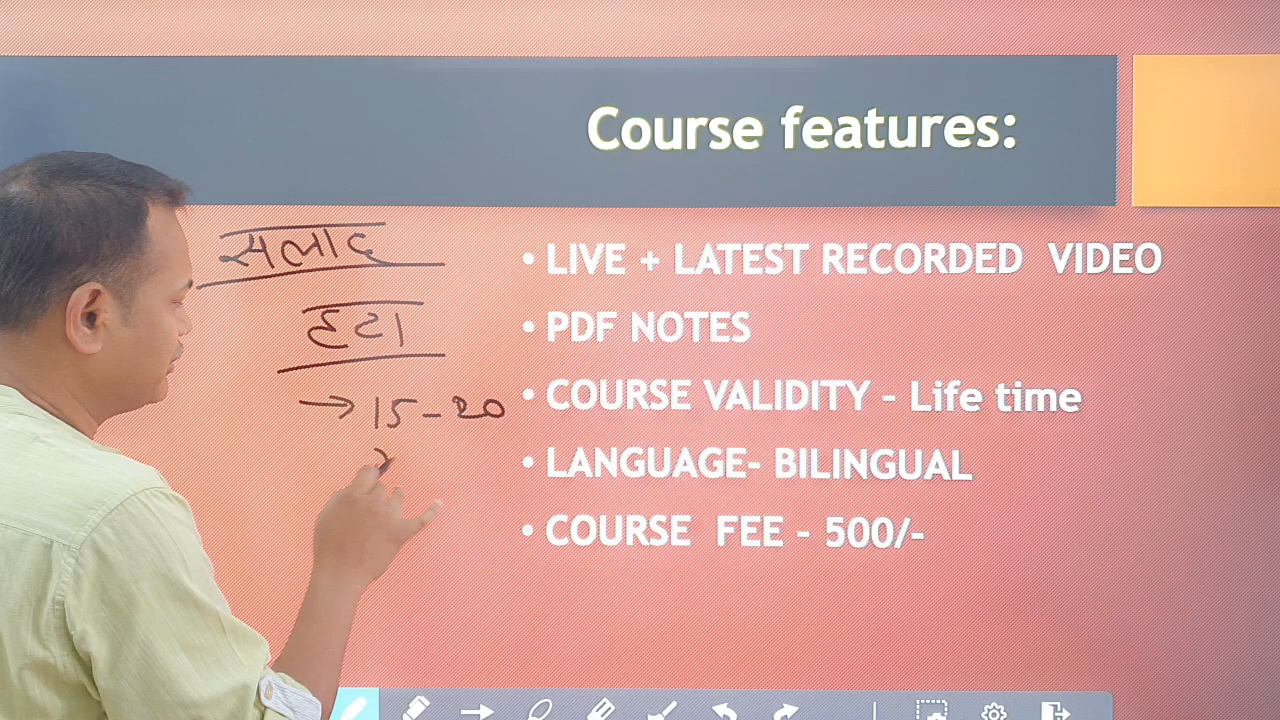 Course features:
• LIVE + LATEST RECORDED VIDEO
• PDF NOTES
• COURSE VALIDITY - Life time
• LANGUAGE- BILINGUAL
• COURSE FEE - 500/-
सलाद
हटा
→ 15-20